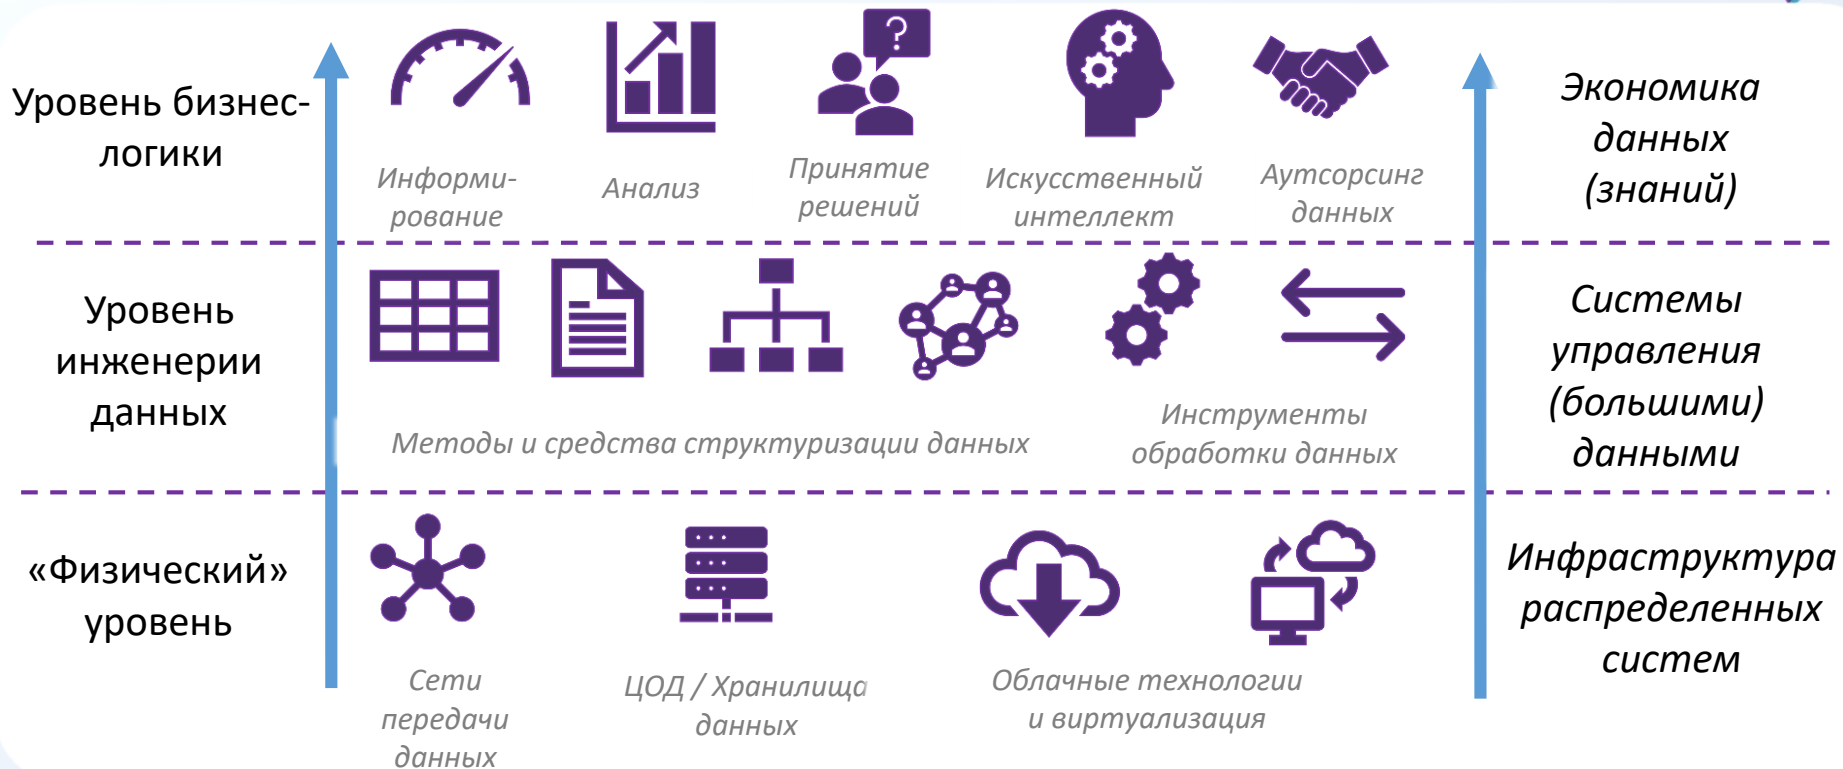 Уровень бизнес-
логики
?
Информи-
рование
Анализ
Принятие
решений
Искусственный
интеллект
Аутсорсинг
данных
Экономика
данных
(знаний)
Уровень
инженерии
данных
Методы и средства структуризации данных
Инструменты
обработки данных
Системы
управления
(большими)
данными
«Физический»
уровень
Сети
передачи
данных
ЦОД / Хранилища
данных
Облачные технологии
и виртуализация
Инфраструктура
распределенных
систем